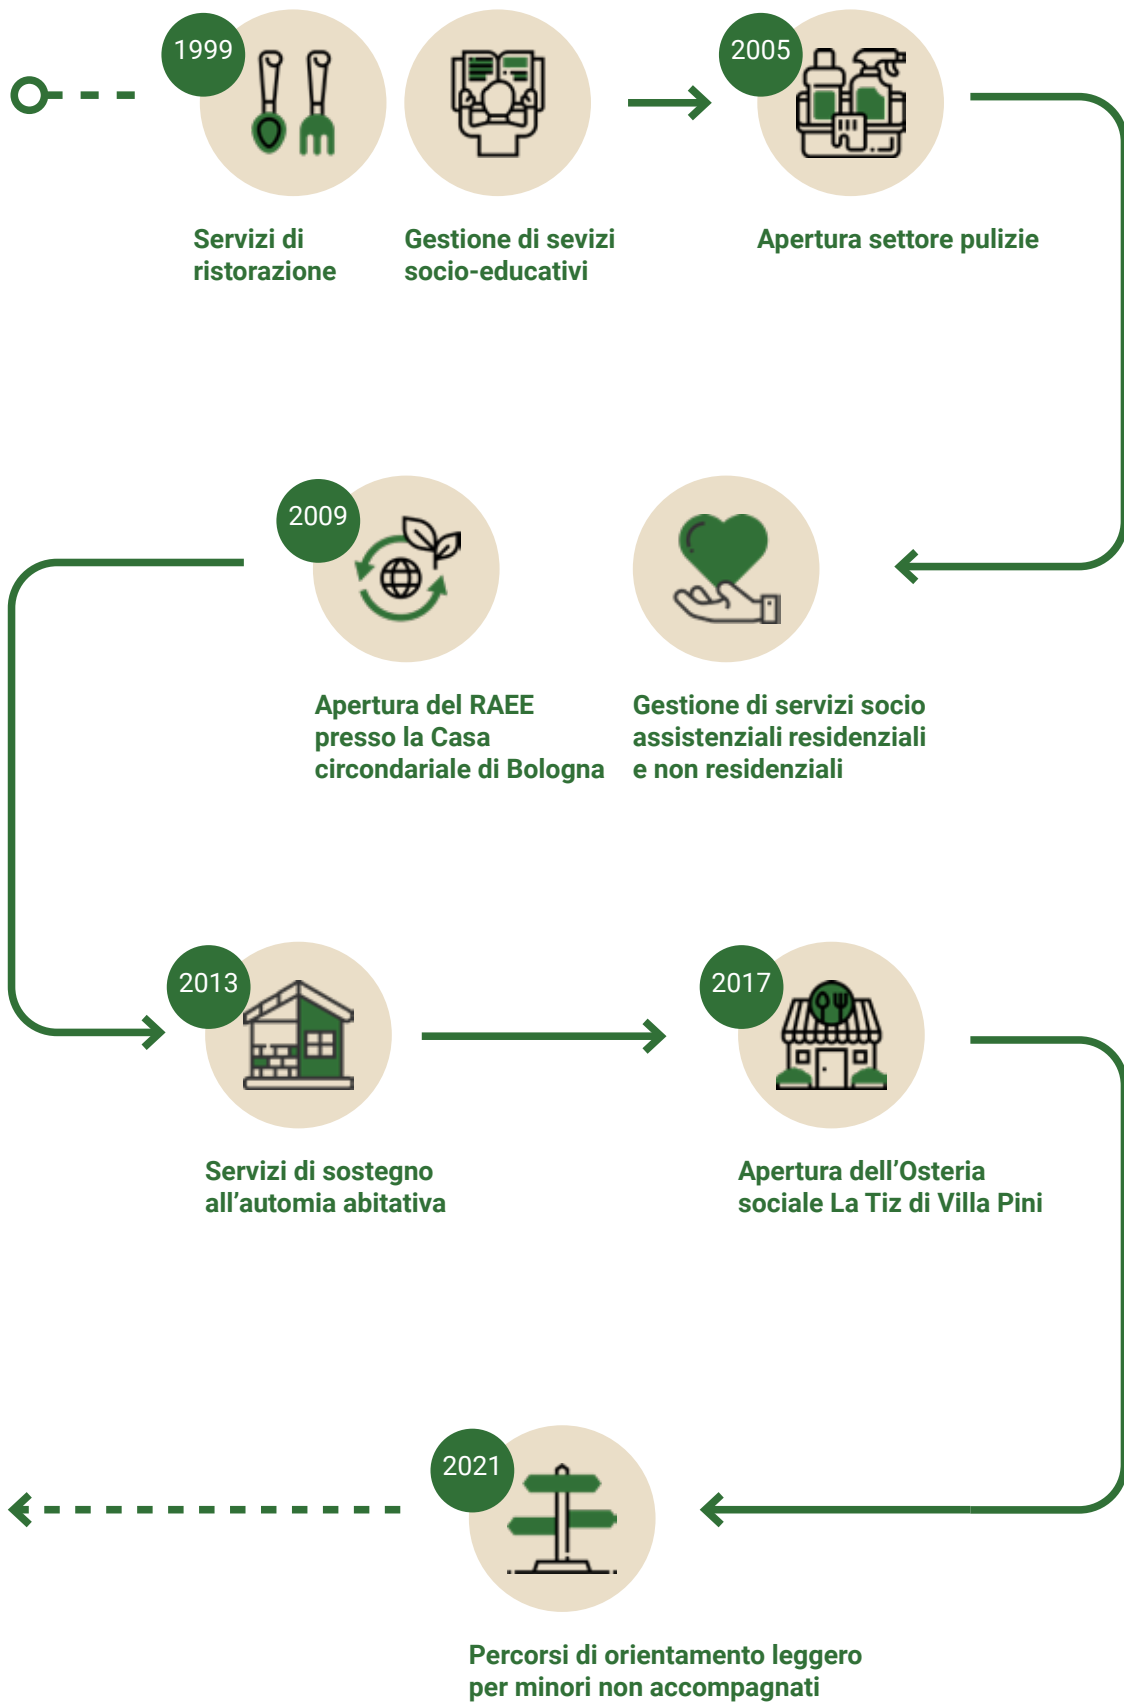 1999
Servizi di
ristorazione
Gestione di sevizi
socio-educativi
2005
Apertura settore pulizie
2009
Apertura del RAEE
presso la Casa
circondariale di Bologna
Gestione di servizi socio
assistenziali residenziali
e non residenziali
2013
Servizi di sostegno
all’automia abitativa
2017
Apertura dell’Osteria
sociale La Tiz di Villa Pini
2021
Percorsi di orientamento leggero
per minori non accompagnati